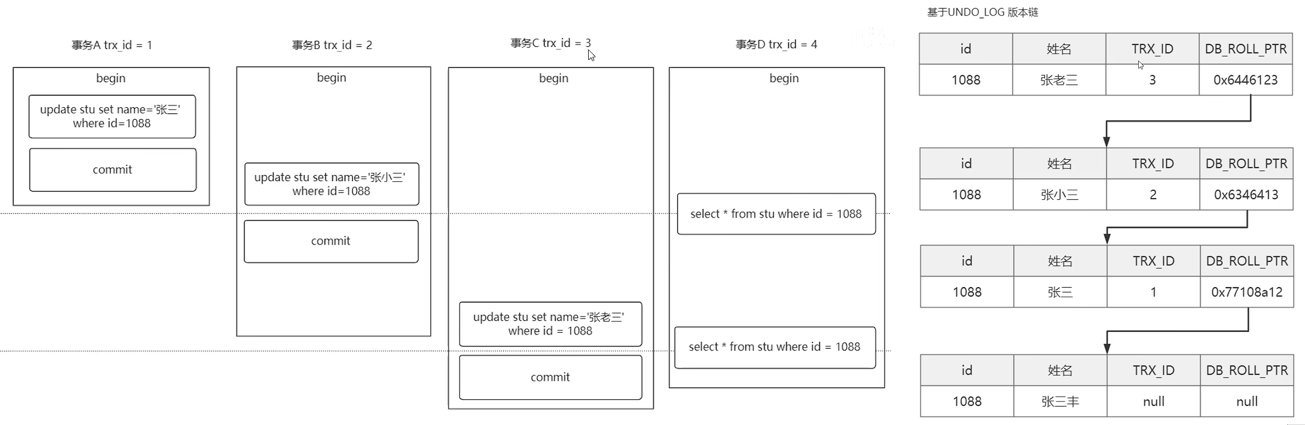 基于UNDO_LOG 版本链
事务A trx_id = 1
事务B trx_id = 2
事务C trx_id = 3
事务D trx_id = 4
begin
update stu set name='张三'
where id=1088
commit
begin
update stu set name='张小三'
where id=1088
commit
begin
update stu set name='张老三'
where id = 1088
commit
begin
select * from stu where id = 1088
select * from stu where id = 1088
id 姓名 TRX_ID DB_ROLL_PTR
1088 张老三 3 0x6446123
id 姓名 TRX_ID DB_ROLL_PTR
1088 张小三 2 0x6346413
id 姓名 TRX_ID DB_ROLL_PTR
1088 张三 1 0x77108a12
id 姓名 TRX_ID DB_ROLL_PTR
1088 张三丰 null null